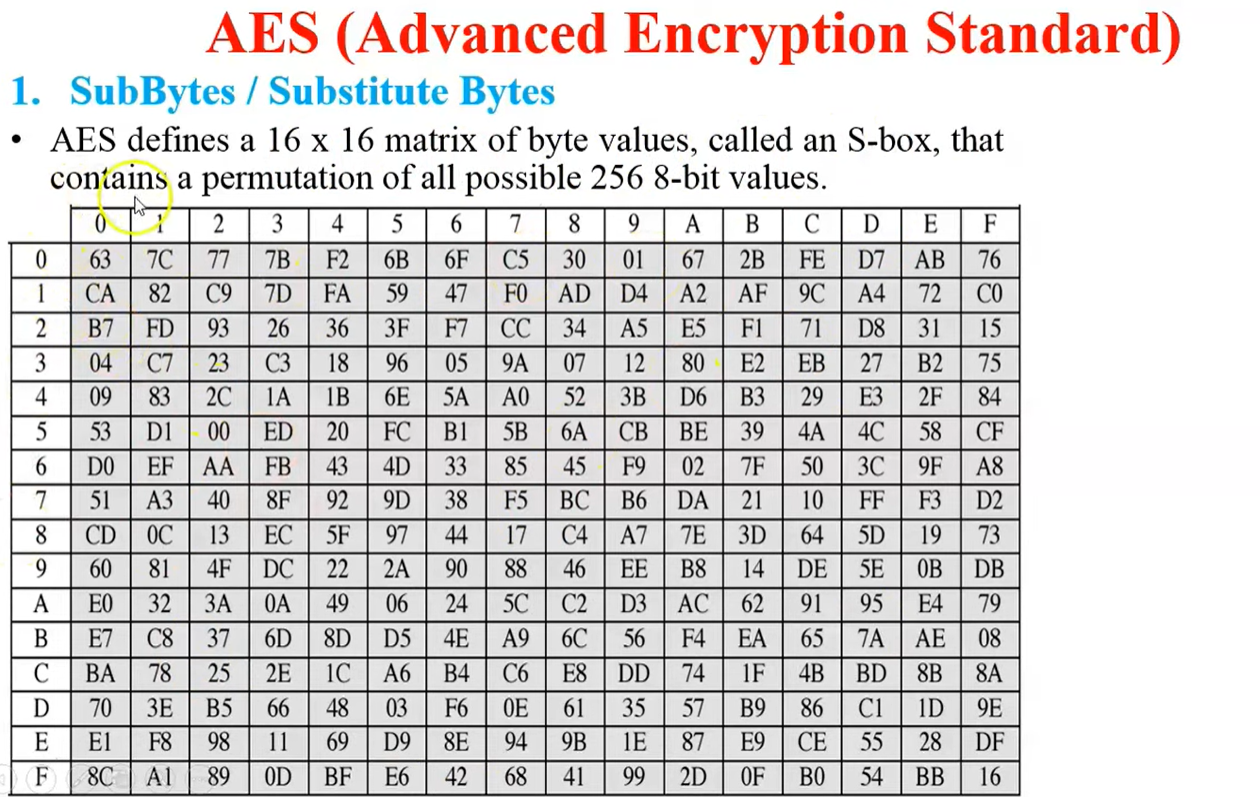 AES (Advanced Encryption Standard)
1. SubBytes / Substitute Bytes
• AES defines a 16 x 16 matrix of byte values, called an S-box, that
contains a permutation of all possible 256 8-bit values.
0 1 2 3 4 5 6 7 8 9 A B C D E F
0 63 7C 77 7B F2 6B 6F C5 30 01 67 2B FE D7 AB 76
1 CA 82 C9 7D FA 59 47 F0 AD D4 A2 AF 9C A4 72 C0
2 B7 FD 93 26 36 3F F7 CC 34 A5 E5 F1 71 D8 31 15
3 04 C7 23 C3 18 96 05 9A 07 12 80 E2 EB 27 B2 75
4 09 83 2C 1A 1B 6E 5A A0 52 3B D6 B3 29 E3 2F 84
5 53 D1 00 ED 20 FC B1 5B 6A CB BE 39 4A 4C 58 CF
6 D0 EF AA FB 43 4D 33 85 45 F9 02 7F 50 3C 9F A8
7 51 A3 40 8F 92 9D 38 F5 BC B6 DA 21 10 FF F3 D2
8 CD 0C 13 EC 5F 97 44 17 C4 A7 7E 3D 64 5D 19 73
9 60 81 4F DC 22 2A 90 88 46 EE B8 14 DE 5E 0B DB
A E0 32 3A 0A 49 06 24 5C C2 D3 AC 62 91 95 E4 79
B E7 C8 37 6D 8D D5 4E A9 6C 56 F4 EA 65 7A AE 08
C BA 78 25 2E 1C A6 B4 C6 E8 DD 74 1F 4B BD 8B 8A
D 70 3E B5 66 48 03 F6 0E 61 35 57 B9 86 C1 1D 9E
E E1 F8 98 11 69 D9 8E 94 9B 1E 87 E9 CE 55 28 DF
F 8C A1 89 0D BF E6 42 68 41 99 2D 0F B0 54 BB 16